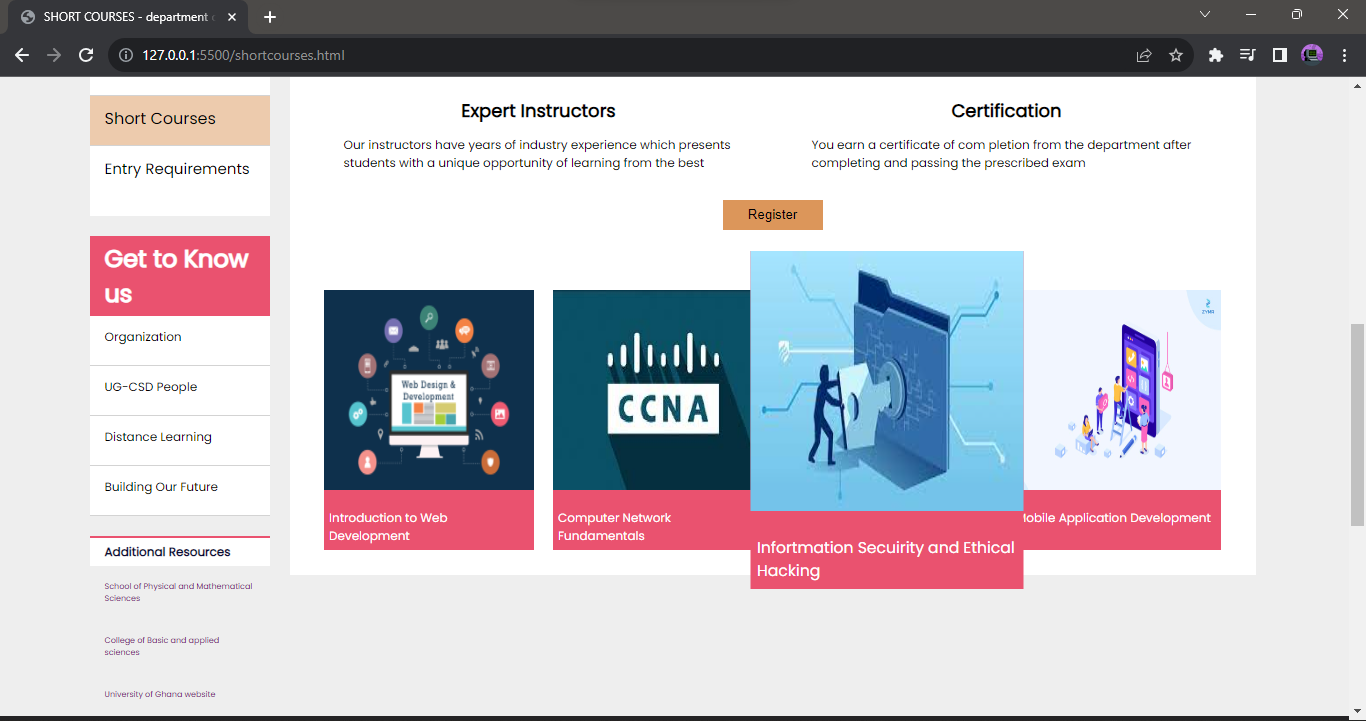 SHORT COURSES - department
127.0.0.1:5500/shortcourses.html
Short Courses
Entry Requirements
Get to Know
us
Organization
UG-CSD People
Distance Learning
Building Our Future
Additional Resources
School of Physical and Mathematical
Sciences
College of Basic and applied
sciences
University of Ghana website
Expert Instructors
Our instructors have years of industry experience which presents
students with a unique opportunity of learning from the best
Certification
You earn a certificate of com pletion from the department after
completing and passing the prescribed exam
Register
Web Design &
Development
Introduction to Web
Development
CCNA
Computer Network
Fundamentals
Infortmation Secuirity and Ethical
Hacking
Mobile Application Development